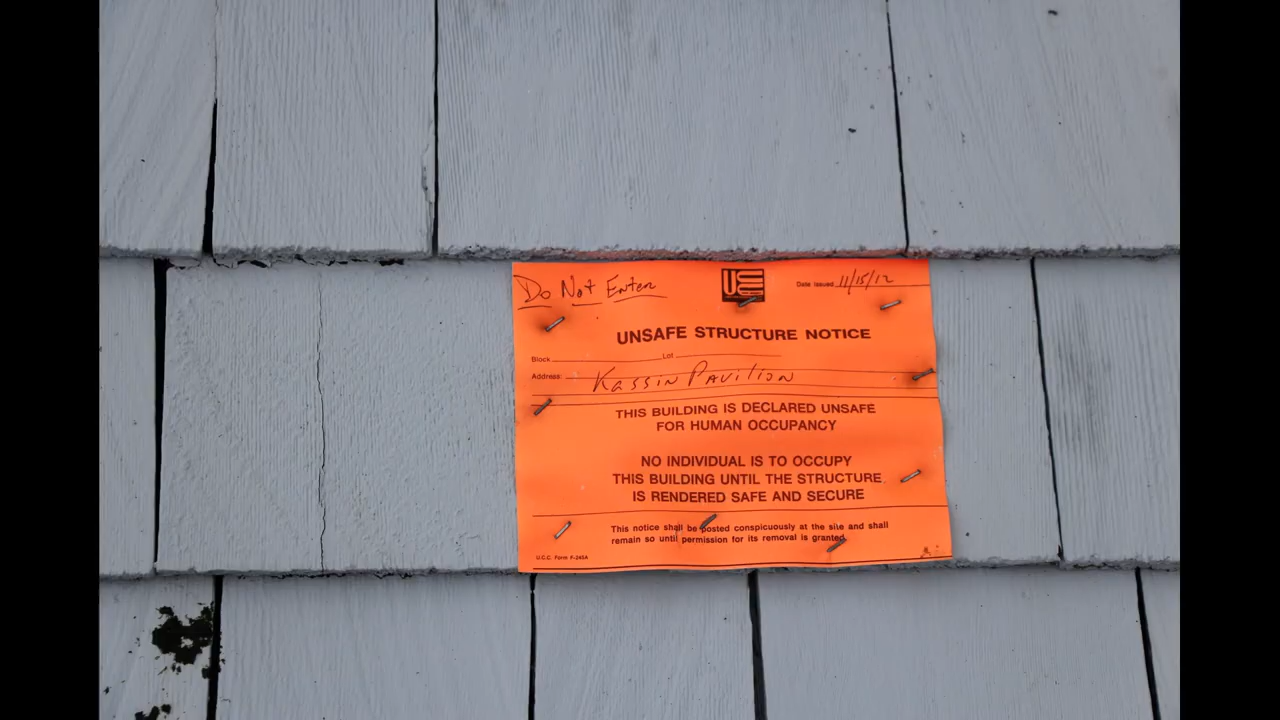 Do Not Enter
UCC
Date Issued 11/15/12
UNSAFE STRUCTURE NOTICE
Block Lot
Address: Kassin Pavilion
THIS BUILDING IS DECLARED UNSAFE
FOR HUMAN OCCUPANCY
NO INDIVIDUAL IS TO OCCUPY
THIS BUILDING UNTIL THE STRUCTURE
IS RENDERED SAFE AND SECURE
This notice shall be posted conspicuously at the site and shall
remain so until permission for its removal is granted.
U.C.C. Form F-245A